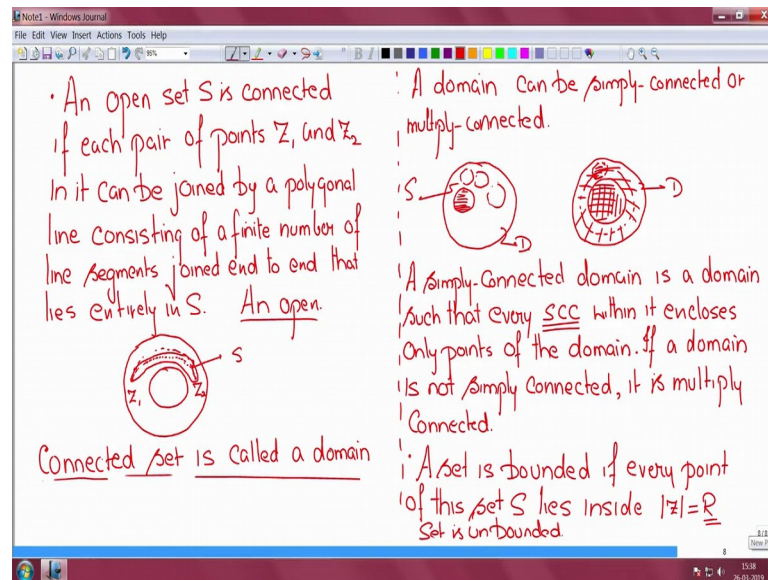 Note1 - Windows Journal
File Edit View Insert Actions Tools Help
96%
B I
· An open set S is connected
if each pair of points Z₁ and Z₂
in it can be joined by a polygonal
line consisting of a finite number of
line segments joined end to end that
lies entirely in S. An open.
S
Z₁ Z₂
Connected set is called a domain
A domain can be simply-connected or
multiply-connected.
S D
D
A simply-connected domain is a domain
such that every SCC within it encloses
only points of the domain. If a domain
is not simply connected, it is multiply
connected.
· A set is bounded if every point
of this set S lies inside |z|=R
Set is unbounded.
8/8
8
New P
15:38
26-03-2019